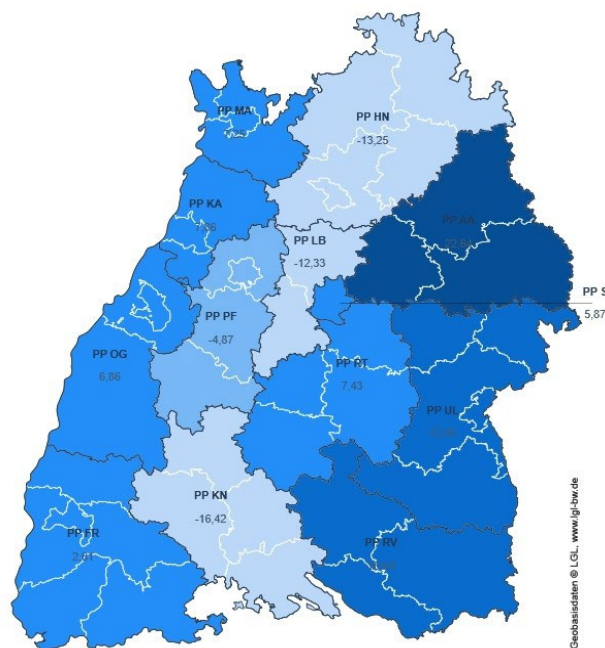 PP MA
PP HN
-13,25
PP KA
PP AA
PP LB
-12,33
PP S
5,87
PP PF
-4,87
PP OG
6,86
PP RT
7,43
PP UL
PP KN
-16,42
PP FR
PP RV
Geobasisdaten © LGL, www.lgl-bw.de